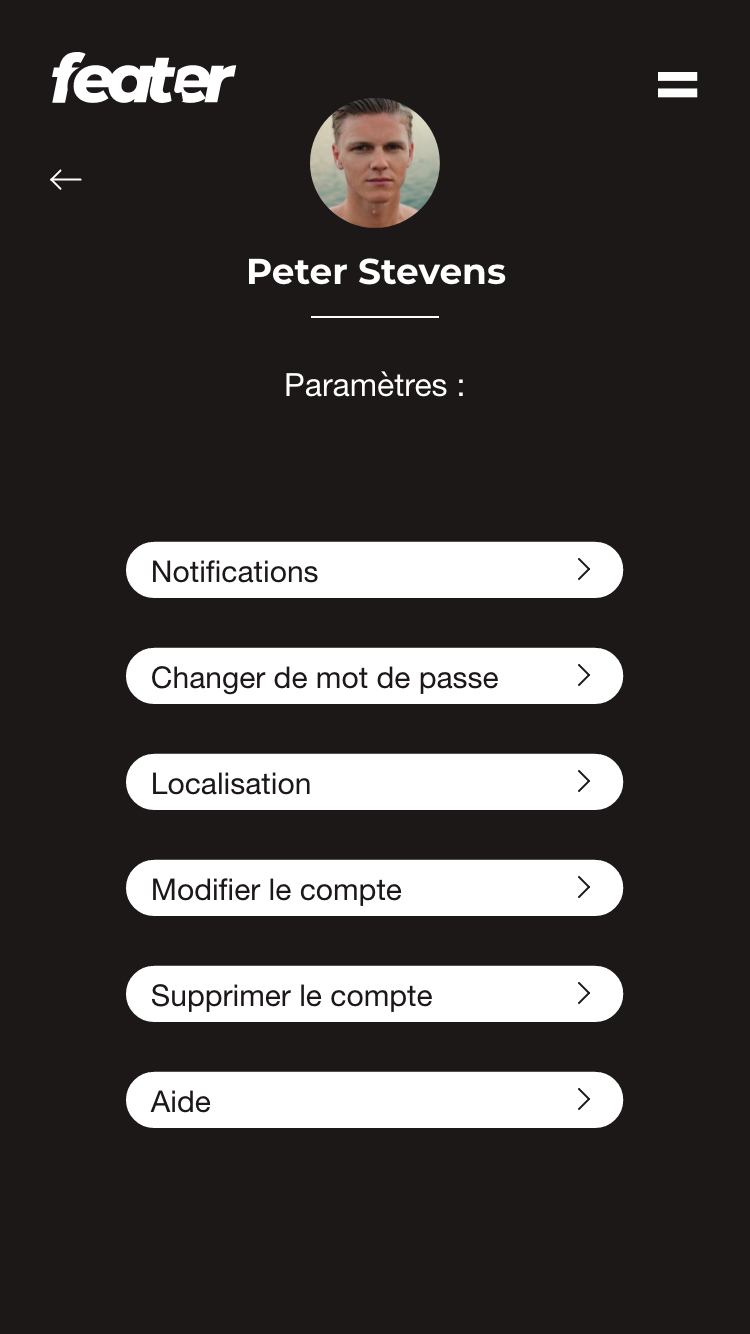 feater
Peter Stevens
Paramètres :
Notifications
Changer de mot de passe
Localisation
Modifier le compte
Supprimer le compte
Aide